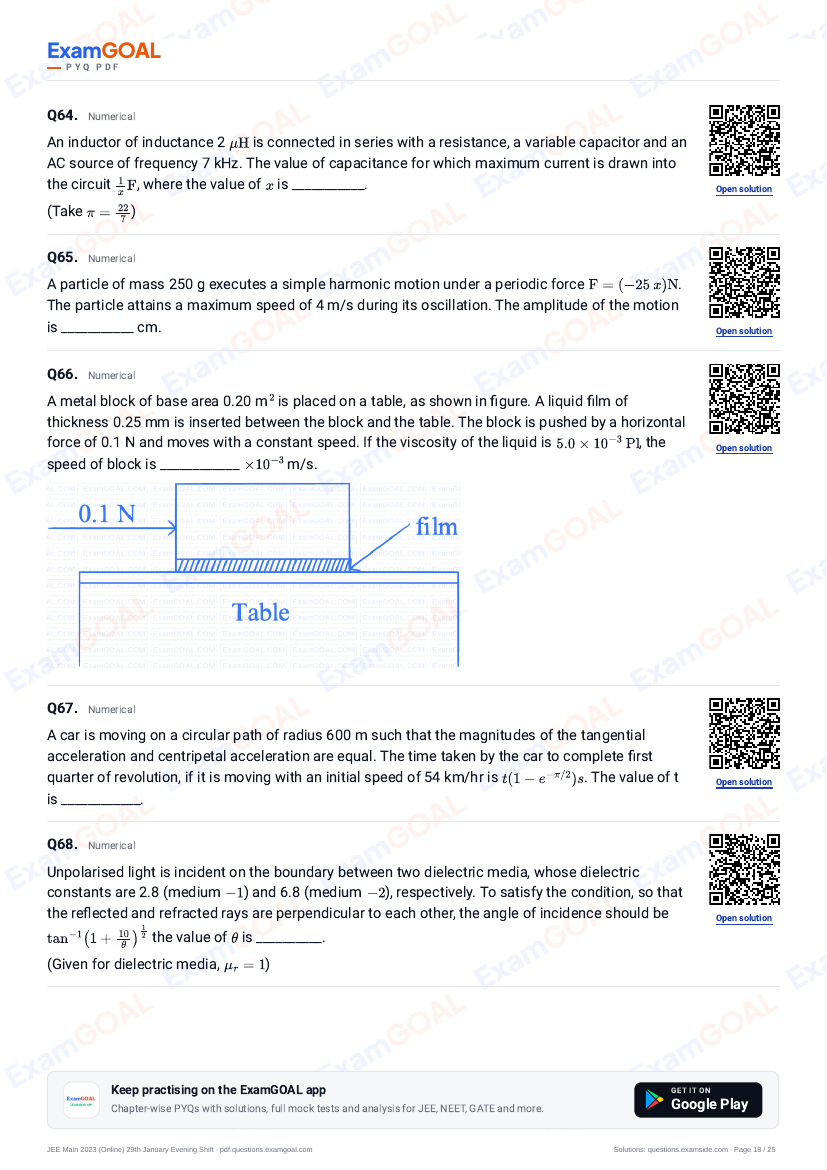 ExamGOAL
PYQ PDF
Q64. Numerical
An inductor of inductance 2 μH is connected in series with a resistance, a variable capacitor and an
AC source of frequency 7 kHz. The value of capacitance for which maximum current is drawn into
the circuit 1/x F, where the value of x is ___________.
(Take π = 22/7)
Open solution
Q65. Numerical
A particle of mass 250 g executes a simple harmonic motion under a periodic force F = (−25 x)N.
The particle attains a maximum speed of 4 m/s during its oscillation. The amplitude of the motion
is ___________ cm.
Open solution
Q66. Numerical
A metal block of base area 0.20 m² is placed on a table, as shown in figure. A liquid film of
thickness 0.25 mm is inserted between the block and the table. The block is pushed by a horizontal
force of 0.1 N and moves with a constant speed. If the viscosity of the liquid is 5.0 × 10⁻³ Pl, the
speed of block is ____________ ×10⁻³ m/s.
Open solution
0.1 N
film
Table
Q67. Numerical
A car is moving on a circular path of radius 600 m such that the magnitudes of the tangential
acceleration and centripetal acceleration are equal. The time taken by the car to complete first
quarter of revolution, if it is moving with an initial speed of 54 km/hr is t(1 − e^(−π/2))s. The value of t
is ____________.
Open solution
Q68. Numerical
Unpolarised light is incident on the boundary between two dielectric media, whose dielectric
constants are 2.8 (medium −1) and 6.8 (medium −2), respectively. To satisfy the condition, so that
the reflected and refracted rays are perpendicular to each other, the angle of incidence should be
tan⁻¹(1 + 10/θ)^(1/2) the value of θ is __________.
(Given for dielectric media, μᵣ = 1)
Open solution
ExamGOAL
Keep practising on the ExamGOAL app
Chapter-wise PYQs with solutions, full mock tests and analysis for JEE, NEET, GATE and more.
GET IT ON
Google Play
JEE Main 2023 (Online) 29th January Evening Shift · pdf.questions.examgoal.com
Solutions: questions.examside.com · Page 18 / 25